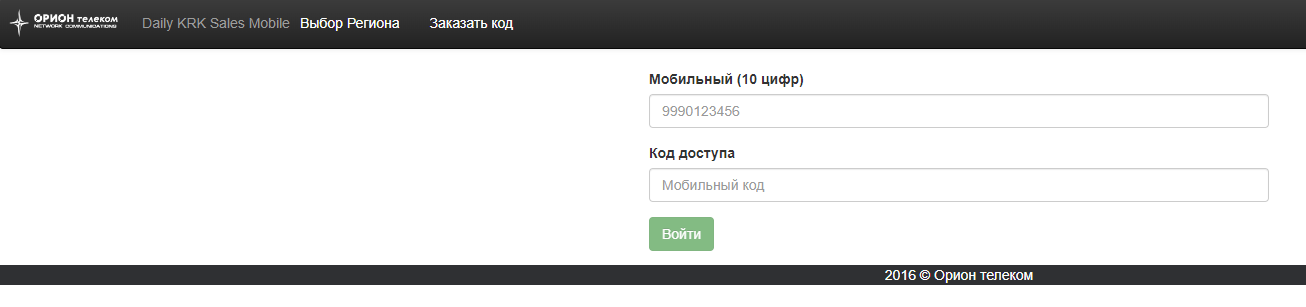 ОРИОН телеком
NETWORK COMMUNICATIONS
Daily KRK Sales Mobile Выбор Региона Заказать код
Мобильный (10 цифр)
9990123456
Код доступа
Мобильный код
Войти
2016 © Орион телеком